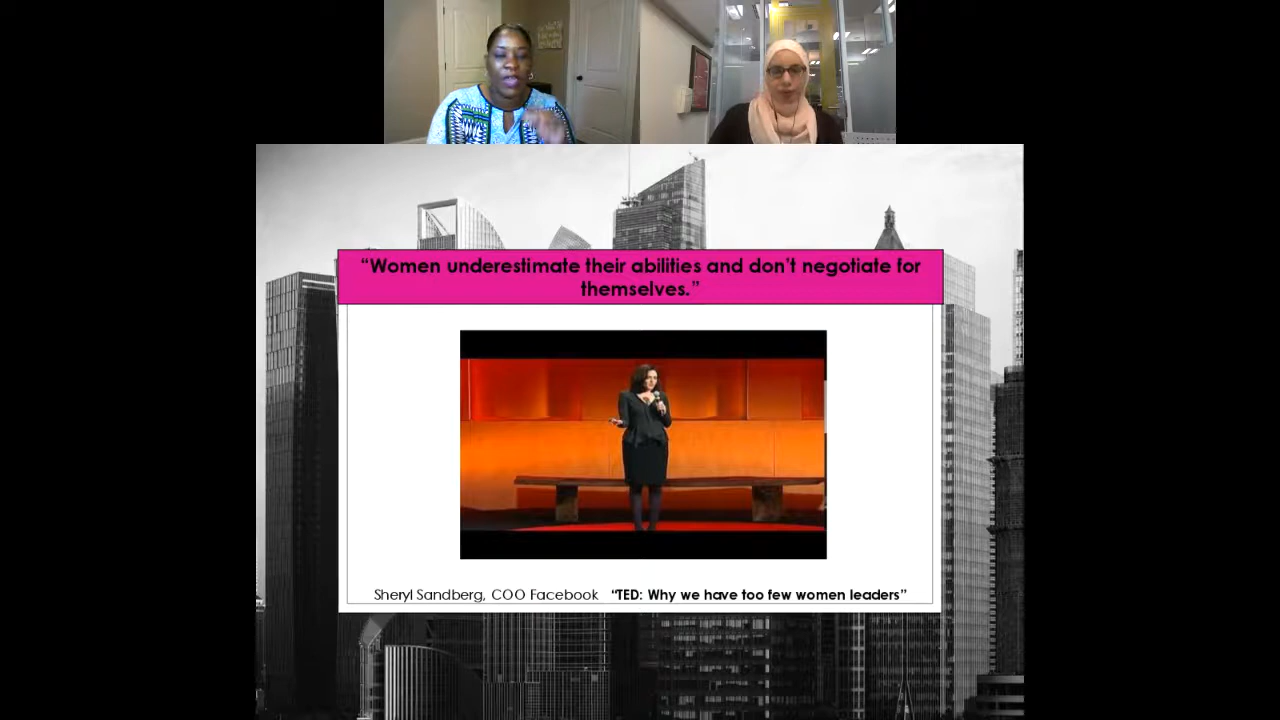 “Women underestimate their abilities and don’t negotiate for
themselves.”
Sheryl Sandberg, COO Facebook “TED: Why we have too few women leaders”